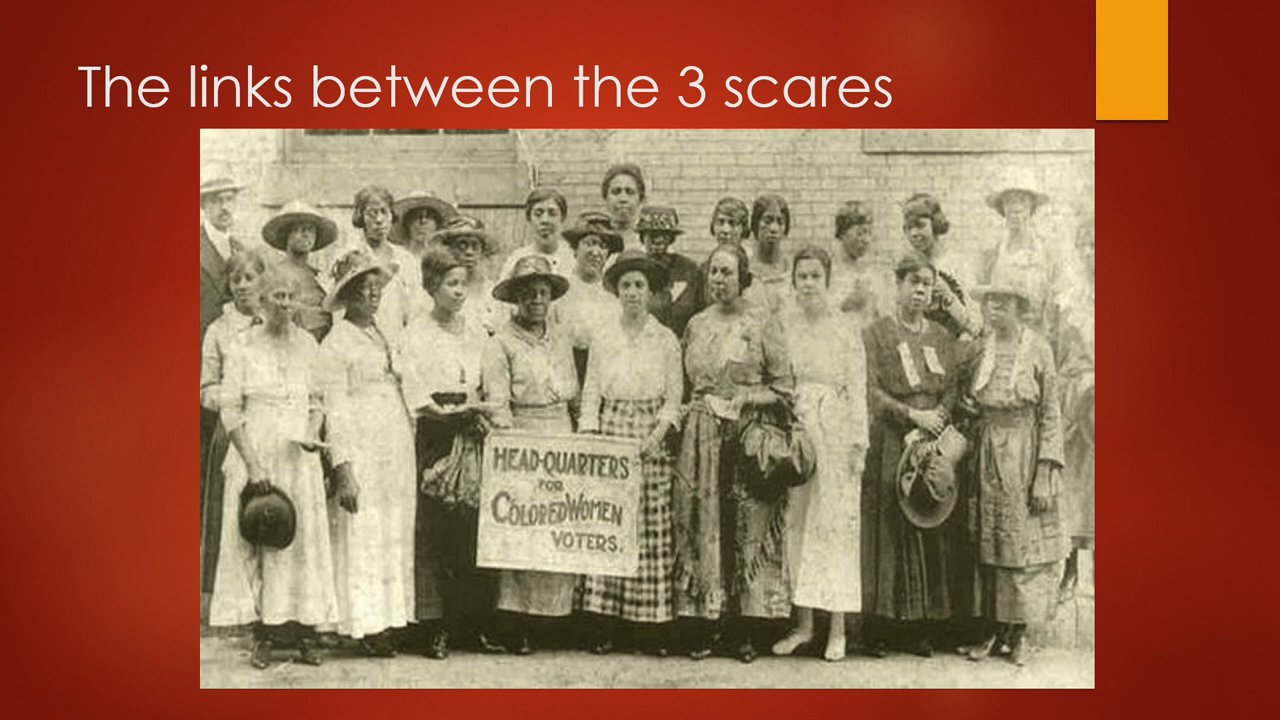 The links between the 3 scares
HEAD-QUARTERS
FOR
COLORED WOMEN
VOTERS.